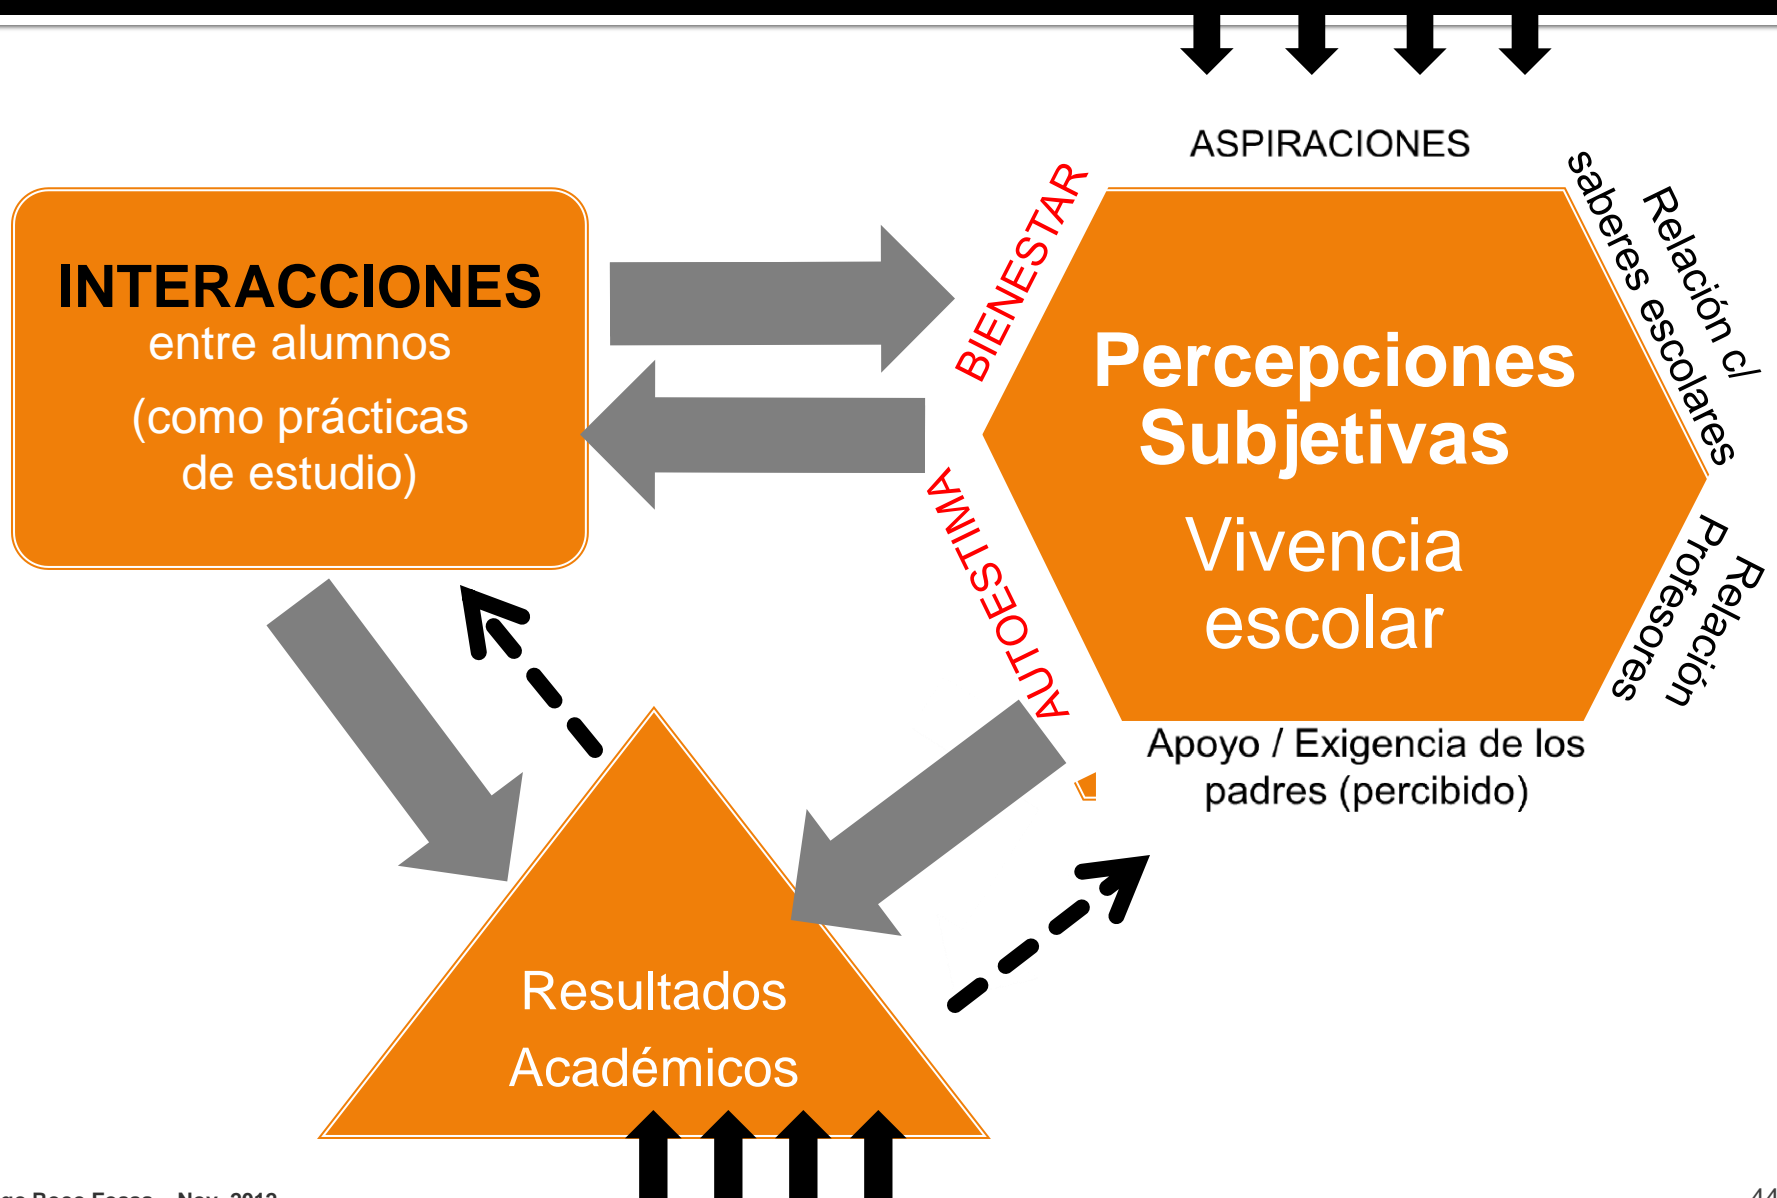 ASPIRACIONES
BIENESTAR
Relación c/
saberes escolares
INTERACCIONES
entre alumnos
(como prácticas
de estudio)
Percepciones
Subjetivas
Vivencia
escolar
AUTOESTIMA
Relación
Profesores
Apoyo / Exigencia de los
padres (percibido)
Resultados
Académicos
44